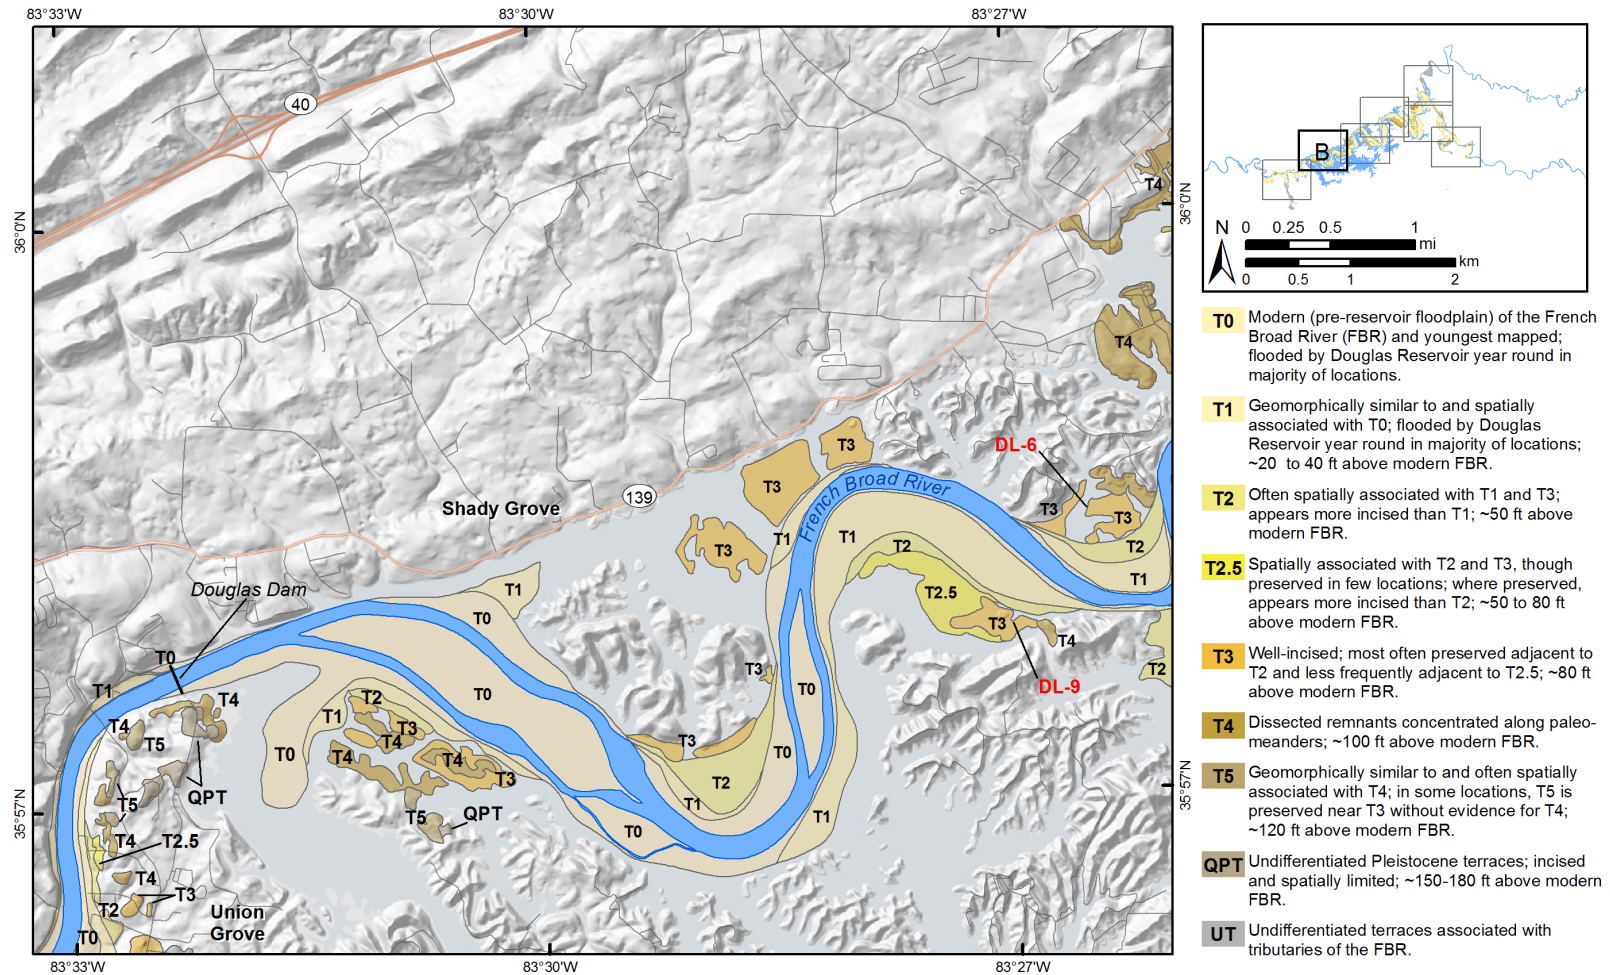 83°33'W
83°30'W
83°27'W
36°0'N
36°0'N
35°57'N
35°57'N
83°33'W
83°30'W
83°27'W
40
T4
T4
139
Shady Grove
French Broad River
DL-6
T3
T3
T3
T3
T3
T1
T1
T2
T2
T1
T2.5
T3
T4
T2
DL-9
Douglas Dam
T0
T1
T0
T1
T0
T3
T0
T4
T4
T5
QPT
T0
T1
T2
T3
T4
T4
T4
T3
T5
QPT
T3
T2
T1
T0
T0
T1
T5
T4
T2.5
T4
T3
T2
T0
Union
Grove
B
N
0 0.25 0.5 1
mi
km
0 0.5 1 2
T0 Modern (pre-reservoir floodplain) of the French
Broad River (FBR) and youngest mapped;
flooded by Douglas Reservoir year round in
majority of locations.
T1 Geomorphically similar to and spatially
associated with T0; flooded by Douglas
Reservoir year round in majority of locations;
~20 to 40 ft above modern FBR.
T2 Often spatially associated with T1 and T3;
appears more incised than T1; ~50 ft above
modern FBR.
T2.5 Spatially associated with T2 and T3, though
preserved in few locations; where preserved,
appears more incised than T2; ~50 to 80 ft
above modern FBR.
T3 Well-incised; most often preserved adjacent to
T2 and less frequently adjacent to T2.5; ~80 ft
above modern FBR.
T4 Dissected remnants concentrated along paleo-
meanders; ~100 ft above modern FBR.
T5 Geomorphically similar to and often spatially
associated with T4; in some locations, T5 is
preserved near T3 without evidence for T4;
~120 ft above modern FBR.
QPT Undifferentiated Pleistocene terraces; incised
and spatially limited; ~150-180 ft above modern
FBR.
UT Undifferentiated terraces associated with
tributaries of the FBR.